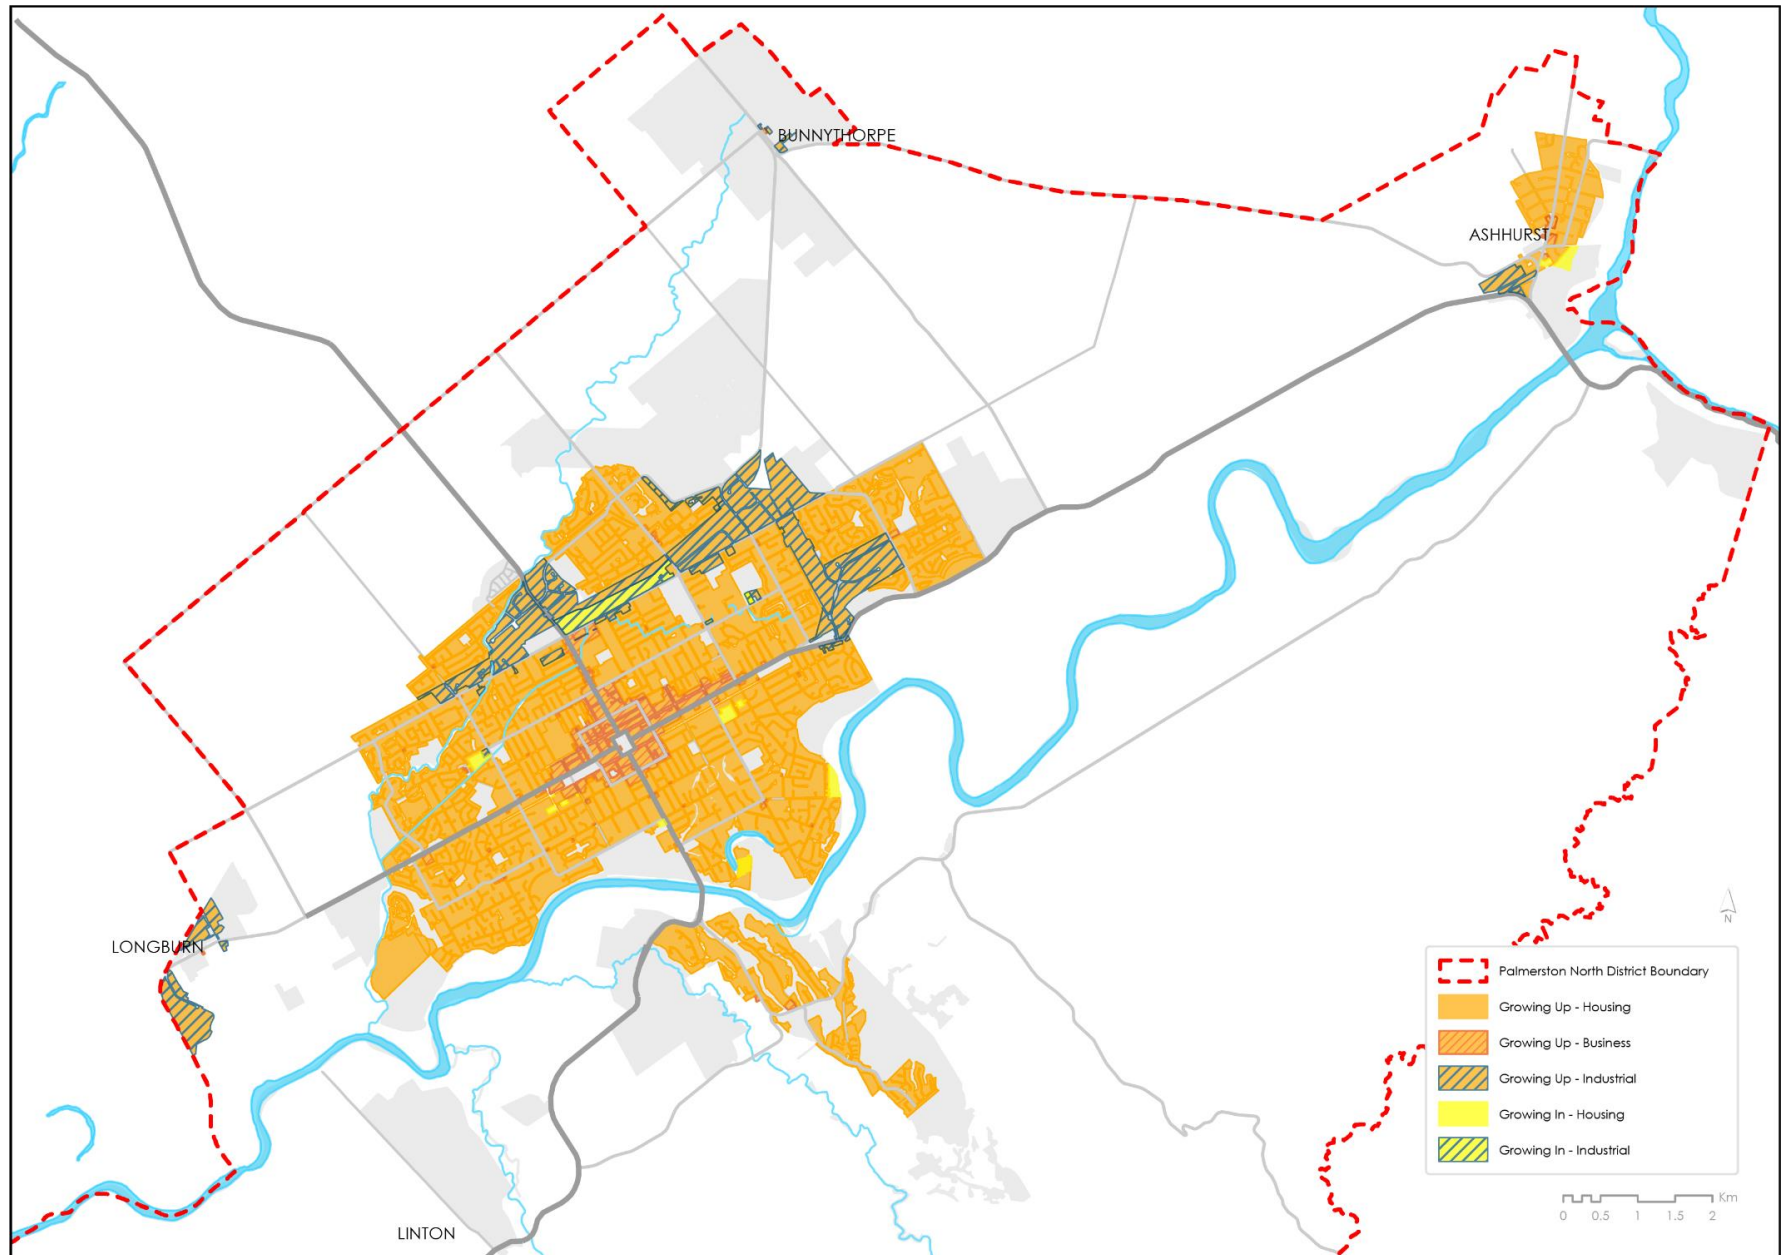 BUNNYTHORPE
ASHHURST
LONGBURN
LINTON
N
Palmerston North District Boundary
Growing Up - Housing
Growing Up - Business
Growing Up - Industrial
Growing In - Housing
Growing In - Industrial
Km
0 0.5 1 1.5 2